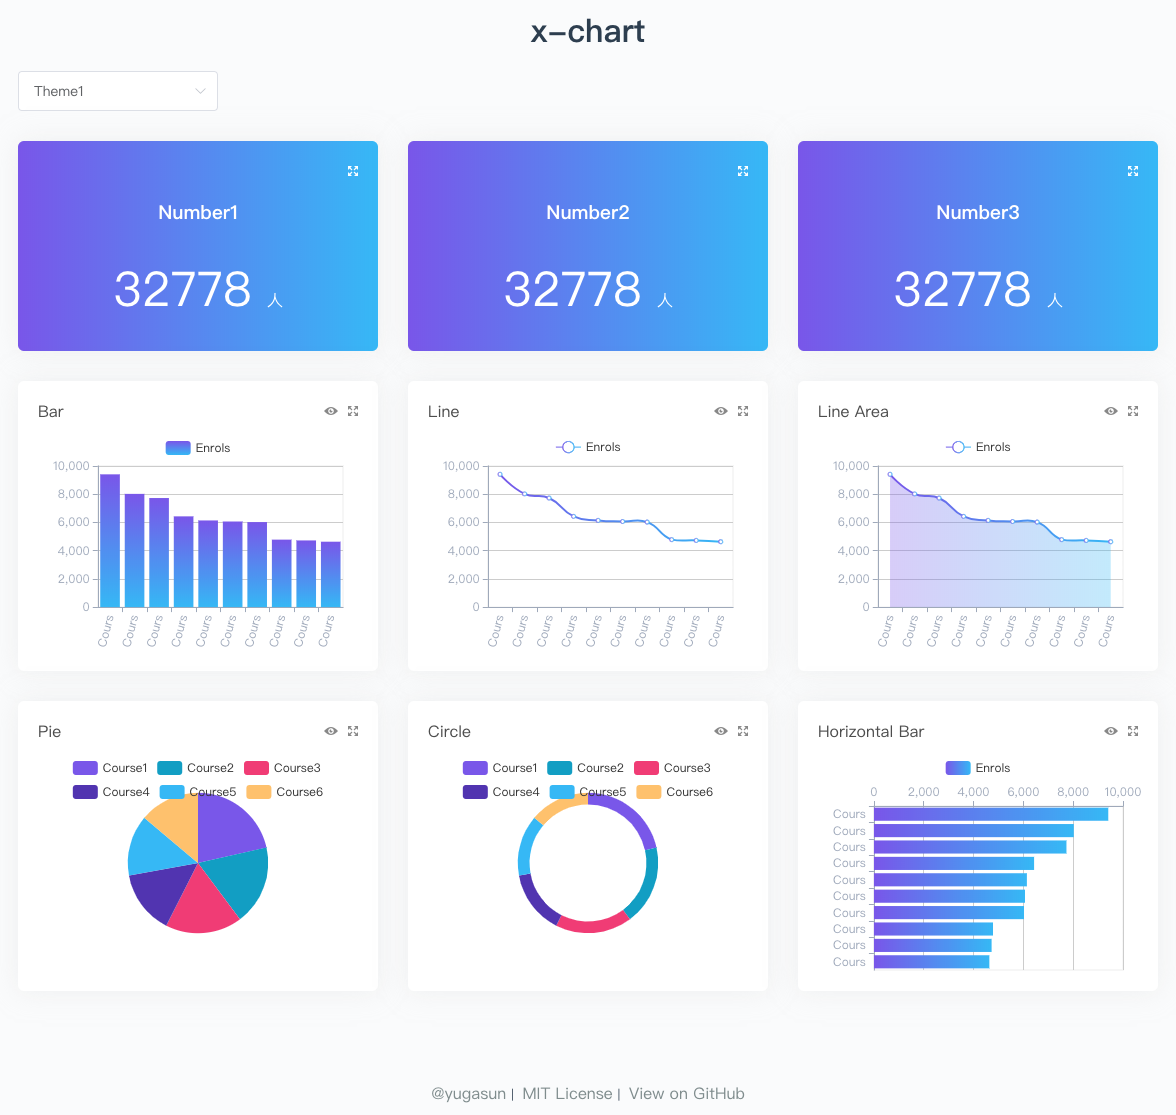 x-chart
Theme1
Number1
32778 人
Number2
32778 人
Number3
32778 人
Bar
Enrols
10,000
8,000
6,000
4,000
2,000
0
Cours Cours Cours Cours Cours Cours Cours Cours Cours Cours
Line
Enrols
10,000
8,000
6,000
4,000
2,000
0
Cours Cours Cours Cours Cours Cours Cours Cours Cours Cours
Line Area
Enrols
10,000
8,000
6,000
4,000
2,000
0
Cours Cours Cours Cours Cours Cours Cours Cours Cours Cours
Pie
Course1 Course2 Course3
Course4 Course5 Course6
Circle
Course1 Course2 Course3
Course4 Course5 Course6
Horizontal Bar
Enrols
0 2,000 4,000 6,000 8,000 10,000
Cours
Cours
Cours
Cours
Cours
Cours
Cours
Cours
Cours
Cours
@yugasun | MIT License | View on GitHub